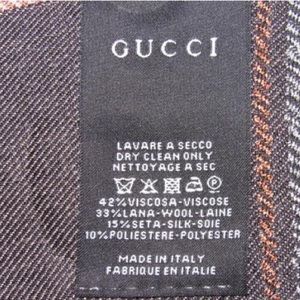 GUCCI
LAVARE A SECCO
DRY CLEAN ONLY
NETTOYAGE A SEC
42% VISCOSA-VISCOSE
33% LANA-WOOL-LAINE
15% SETA-SILK-SOIE
10% POLIESTERE-POLYESTER
MADE IN ITALY
FABRIQUE EN ITALIE